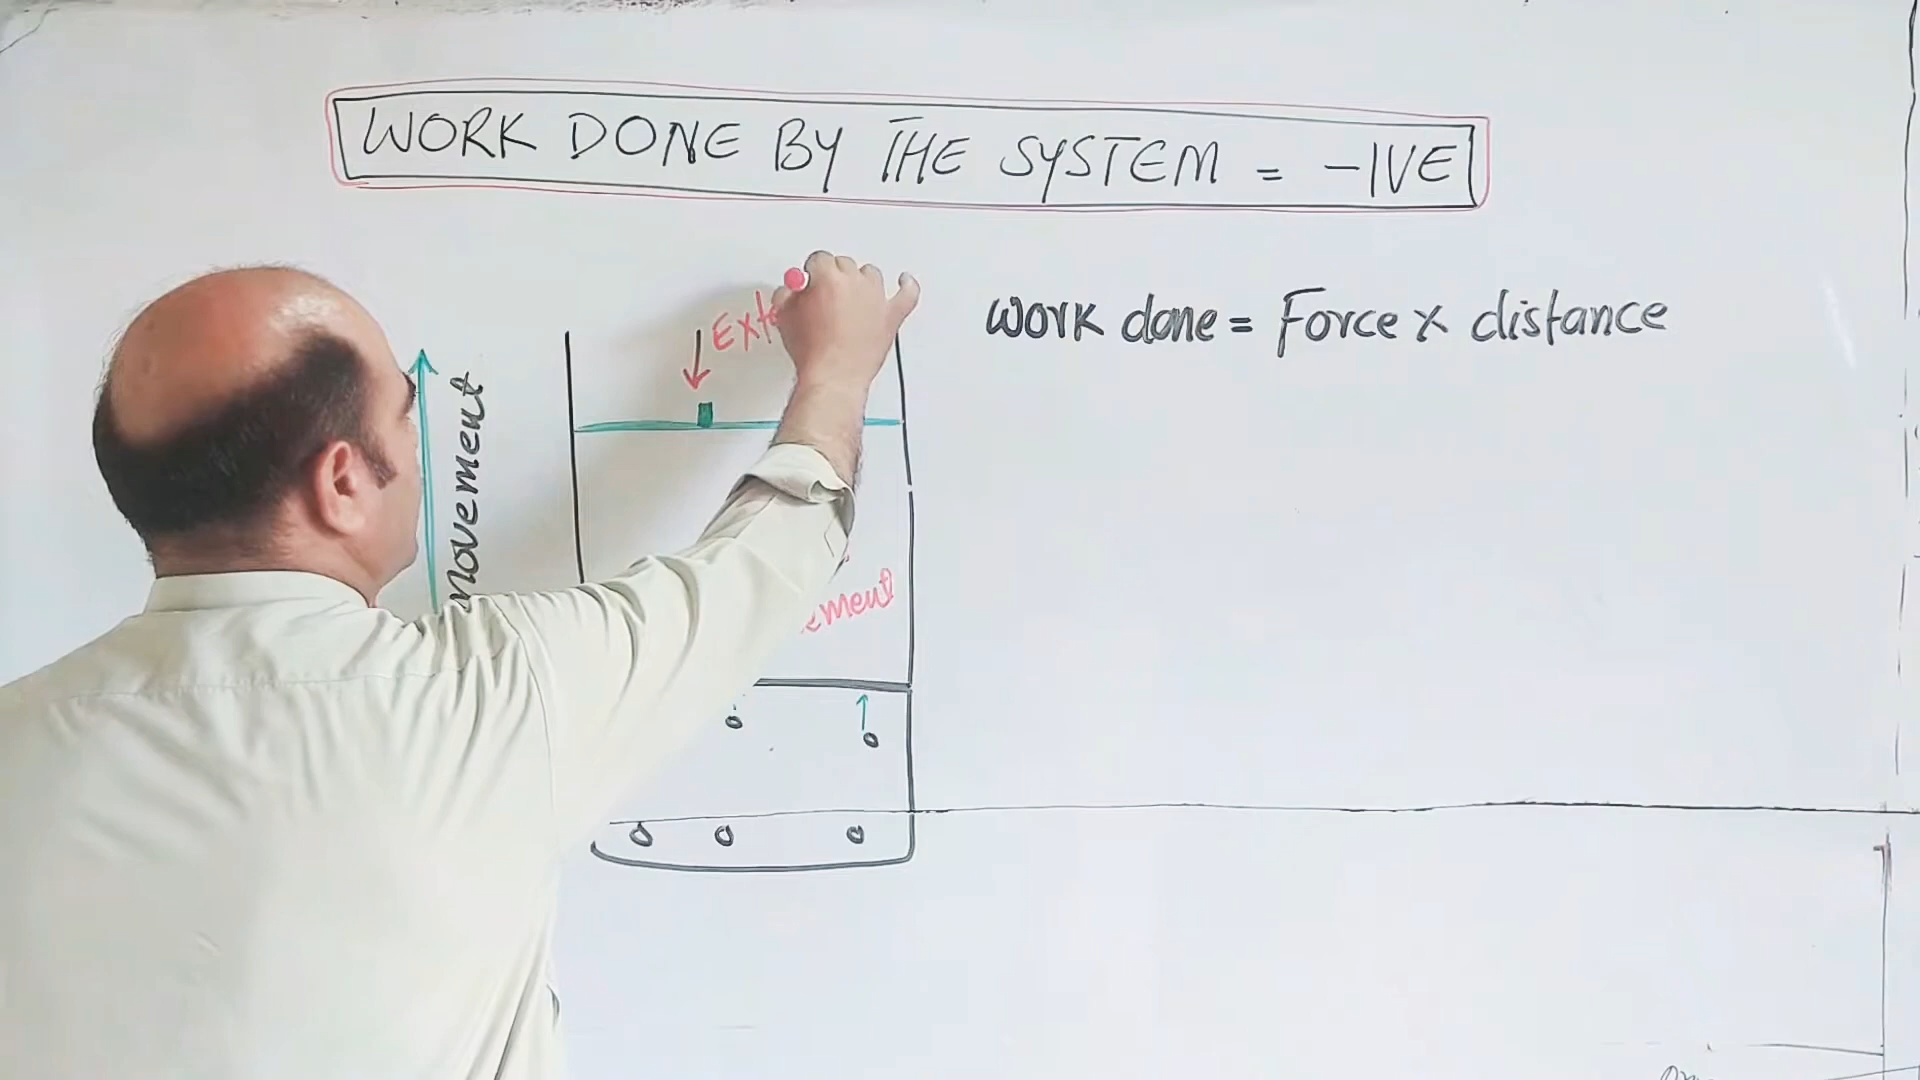 WORK DONE BY THE SYSTEM = -IVE
work done = Force x distance
movement